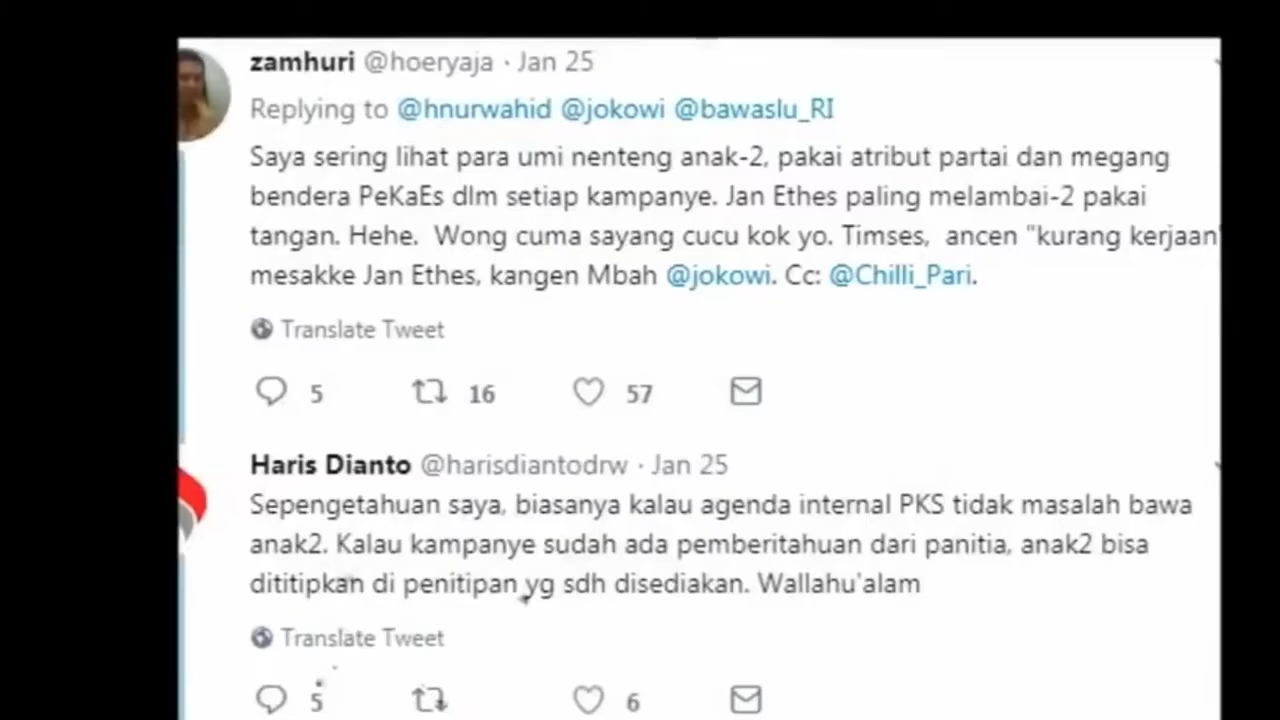 zamhuri @hoeryaja · Jan 25
Replying to @hnurwahid @jokowi @bawaslu_RI
Saya sering lihat para umi nenteng anak-2, pakai atribut partai dan megang
bendera PeKaEs dlm setiap kampanye. Jan Ethes paling melambai-2 pakai
tangan. Hehe. Wong cuma sayang cucu kok yo. Timses, ancen "kurang kerjaan"
mesakke Jan Ethes, kangen Mbah @jokowi. Cc: @Chilli_Pari.
Translate Tweet
5 16 57
Haris Dianto @harisdiantodrw · Jan 25
Sepengetahuan saya, biasanya kalau agenda internal PKS tidak masalah bawa
anak2. Kalau kampanye sudah ada pemberitahuan dari panitia, anak2 bisa
dititipkan di penitipan yg sdh disediakan. Wallahu'alam
Translate Tweet
5 6